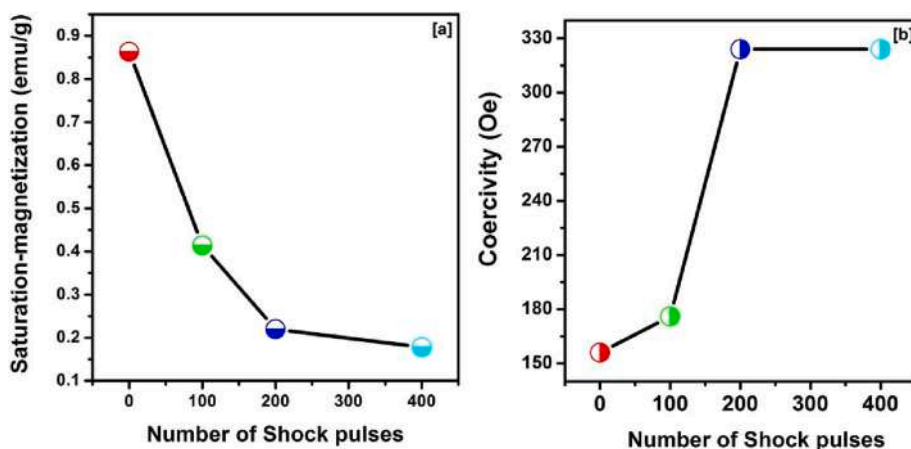 [a]
Saturation-magnetization (emu/g)
0.9
0.8
0.7
0.6
0.5
0.4
0.3
0.2
0.1
0 100 200 300 400
Number of Shock pulses
[b]
Coercivity (Oe)
330
300
270
240
210
180
150
0 100 200 300 400
Number of Shock pulses